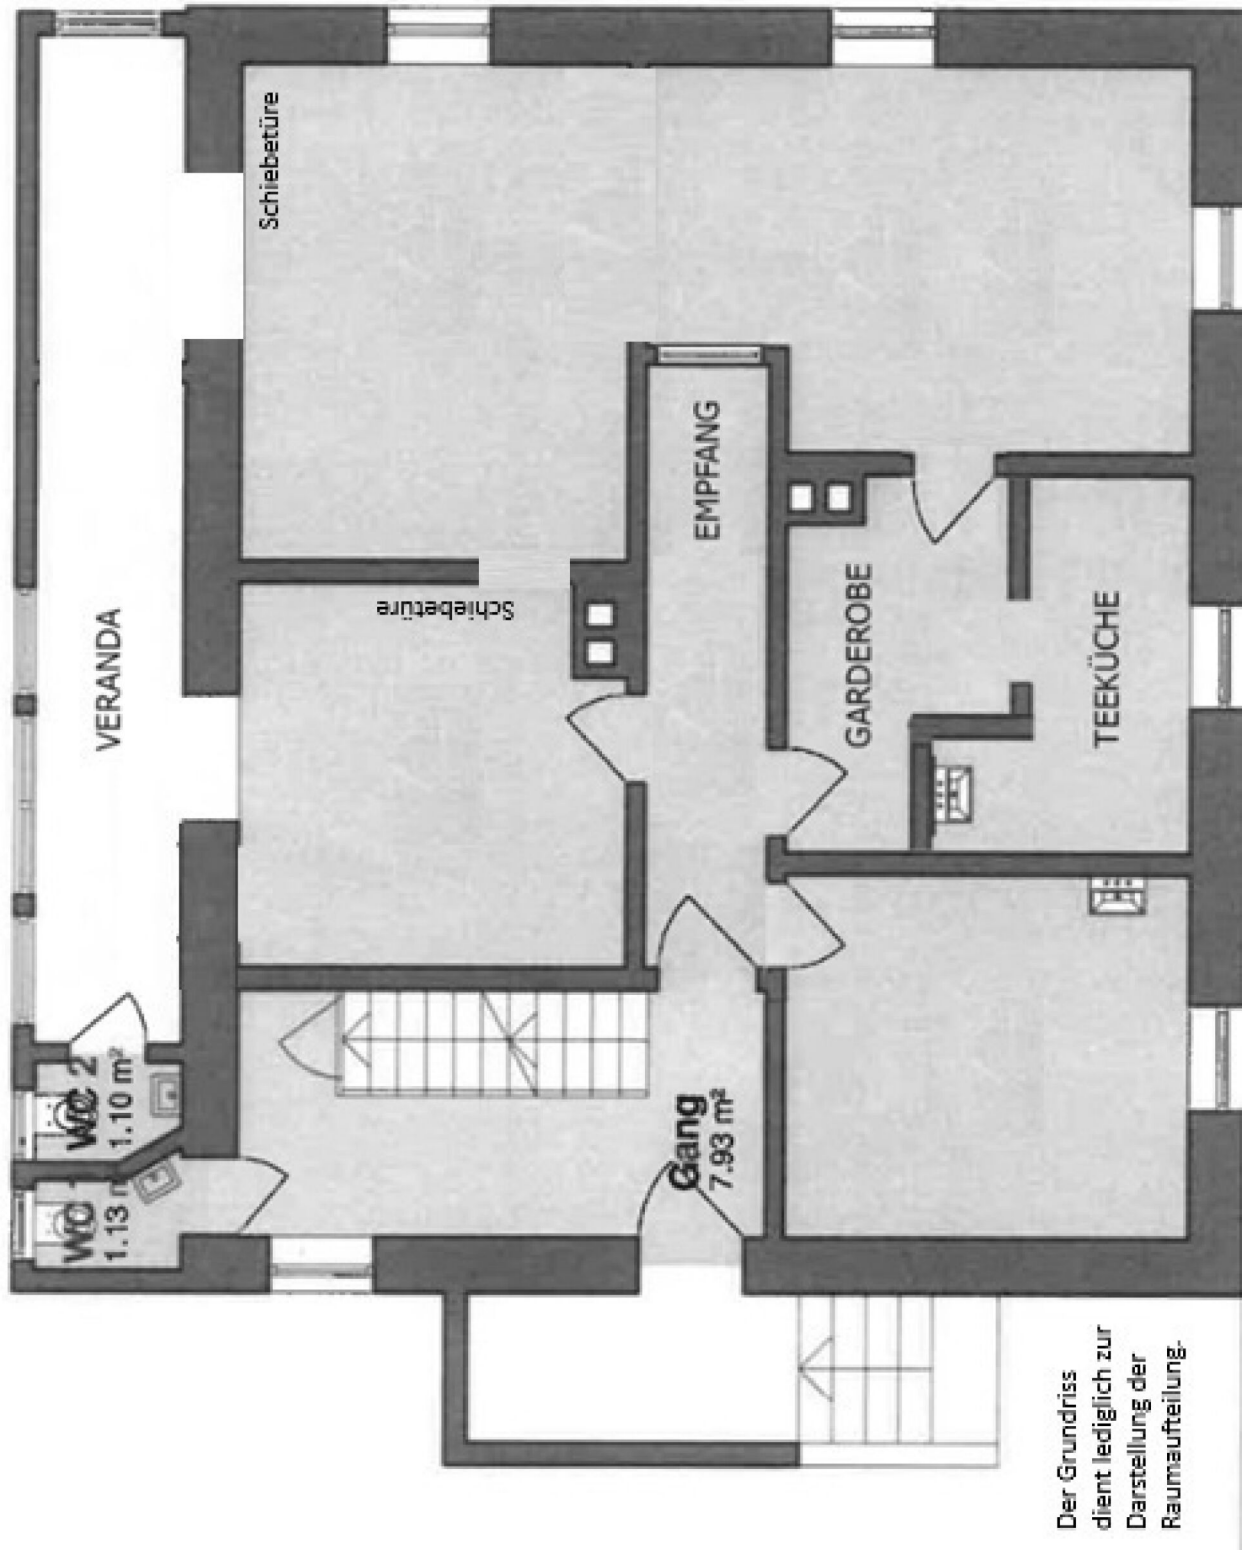 Schiebetüre
VERANDA
Schiebetüre
EMPFANG
GARDEROBE
TEEKÜCHE
WC 2
1.10 m²
WC
1.13
Gang
7.93 m²
Der Grundriss
dient lediglich zur
Darstellung der
Raumaufteilung.